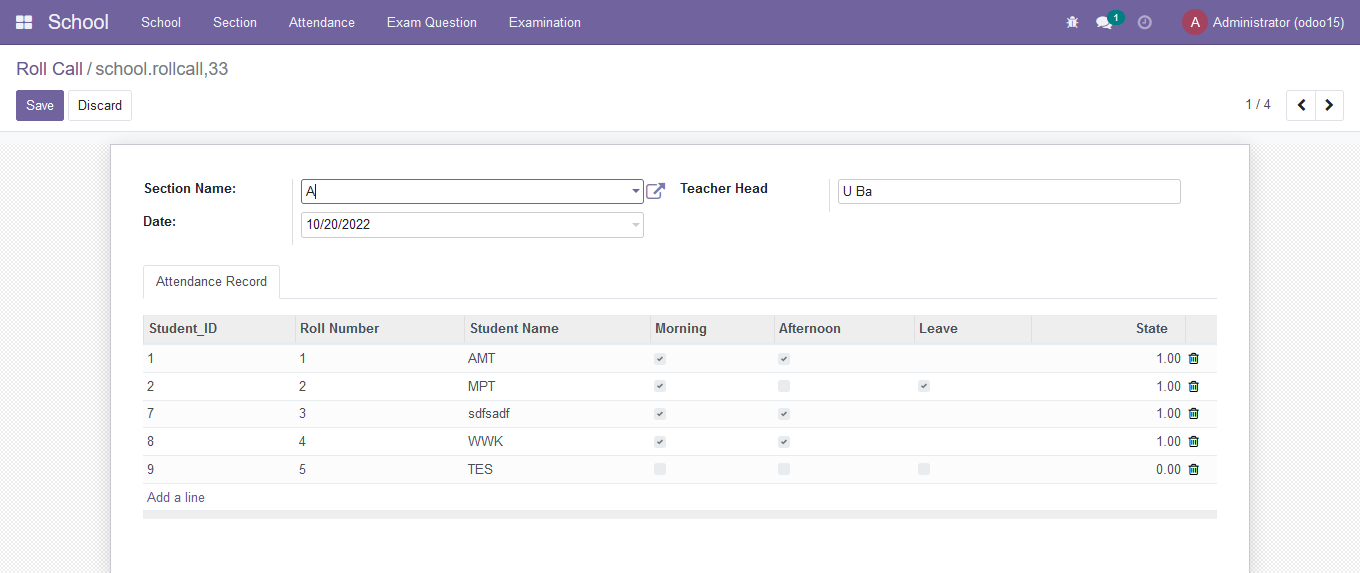 School School Section Attendance Exam Question Examination 1 A Administrator (odoo15)
Roll Call / school.rollcall,33
Save Discard 1 / 4
Section Name: A Teacher Head U Ba
Date: 10/20/2022
Attendance Record
Student_ID Roll Number Student Name Morning Afternoon Leave State
1 1 AMT 1.00
2 2 MPT 1.00
7 3 sdfsadf 1.00
8 4 WWK 1.00
9 5 TES 0.00
Add a line